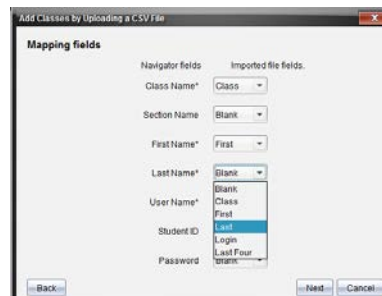 Add Classes by Uploading a CSV File
X
Mapping fields
Navigator fields Imported file fields.
Class Name* Class
Section Name Blank
First Name* First
Last Name* Blank
Blank
Class
User Name* First
Last
Student ID Login
Last Four
Password Blank
Back Next Cancel